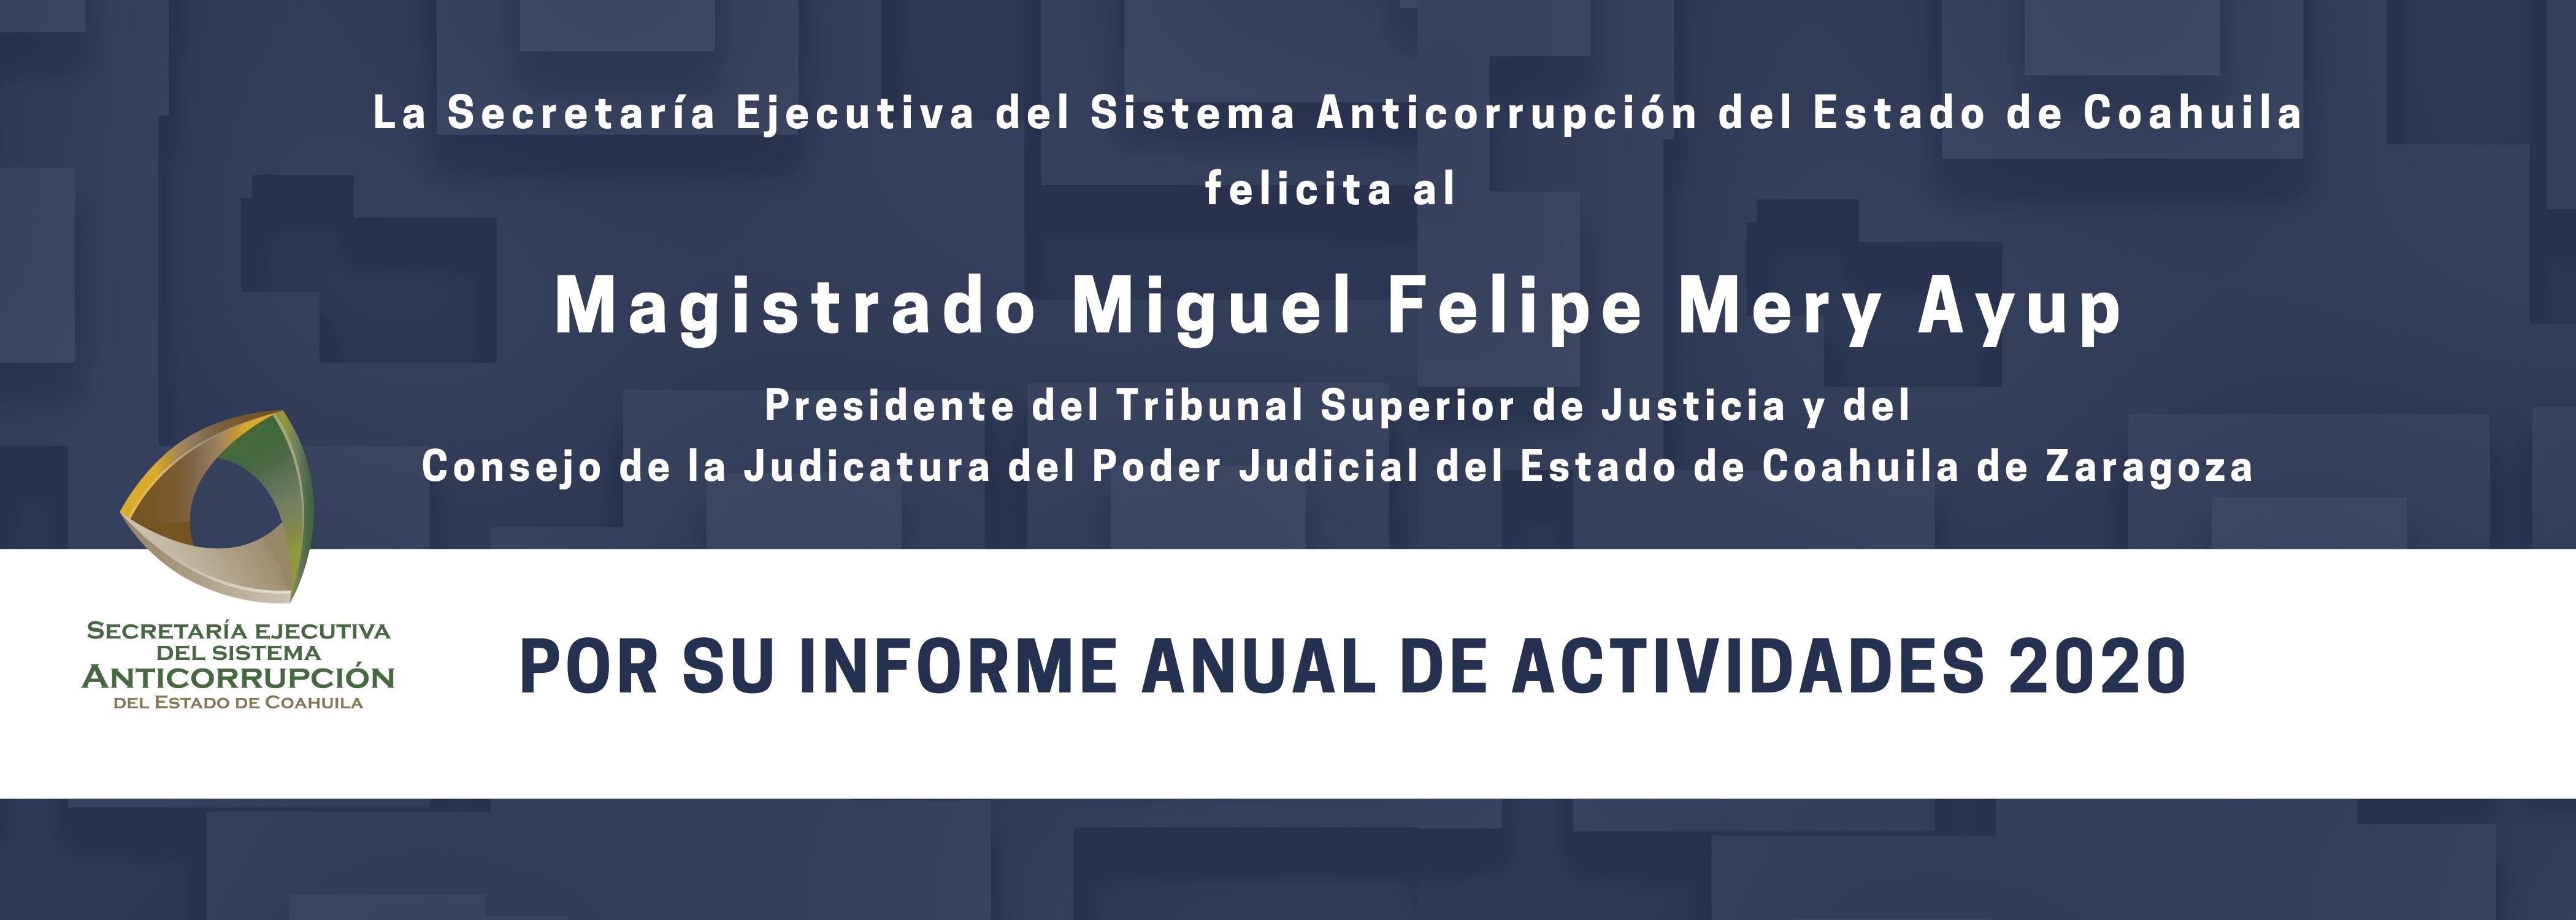 La Secretaría Ejecutiva del Sistema Anticorrupción del Estado de Coahuila
felicita al
Magistrado Miguel Felipe Mery Ayup
Presidente del Tribunal Superior de Justicia y del
Consejo de la Judicatura del Poder Judicial del Estado de Coahuila de Zaragoza
SECRETARÍA EJECUTIVA
DEL SISTEMA
ANTICORRUPCIÓN
DEL ESTADO DE COAHUILA
POR SU INFORME ANUAL DE ACTIVIDADES 2020